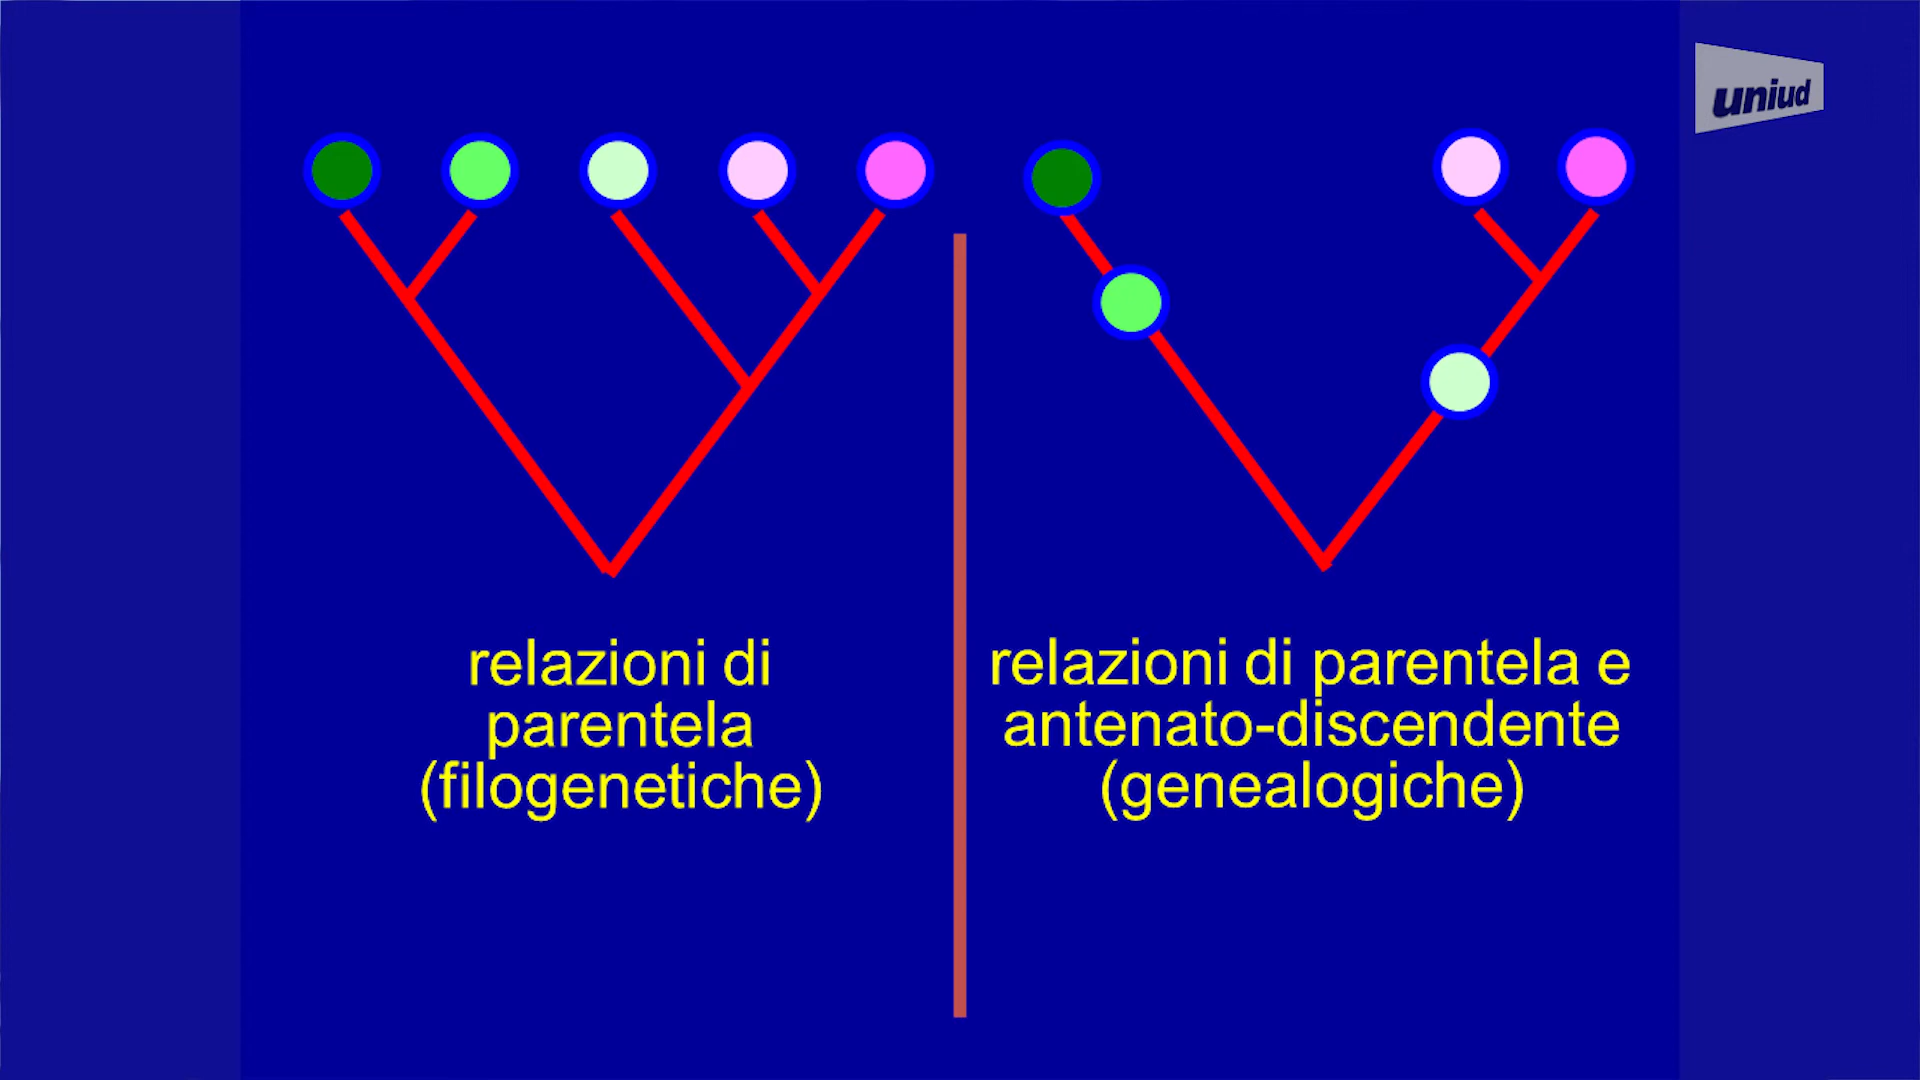 uniud
relazioni di
parentela
(filogenetiche)
relazioni di parentela e
antenato-discendente
(genealogiche)